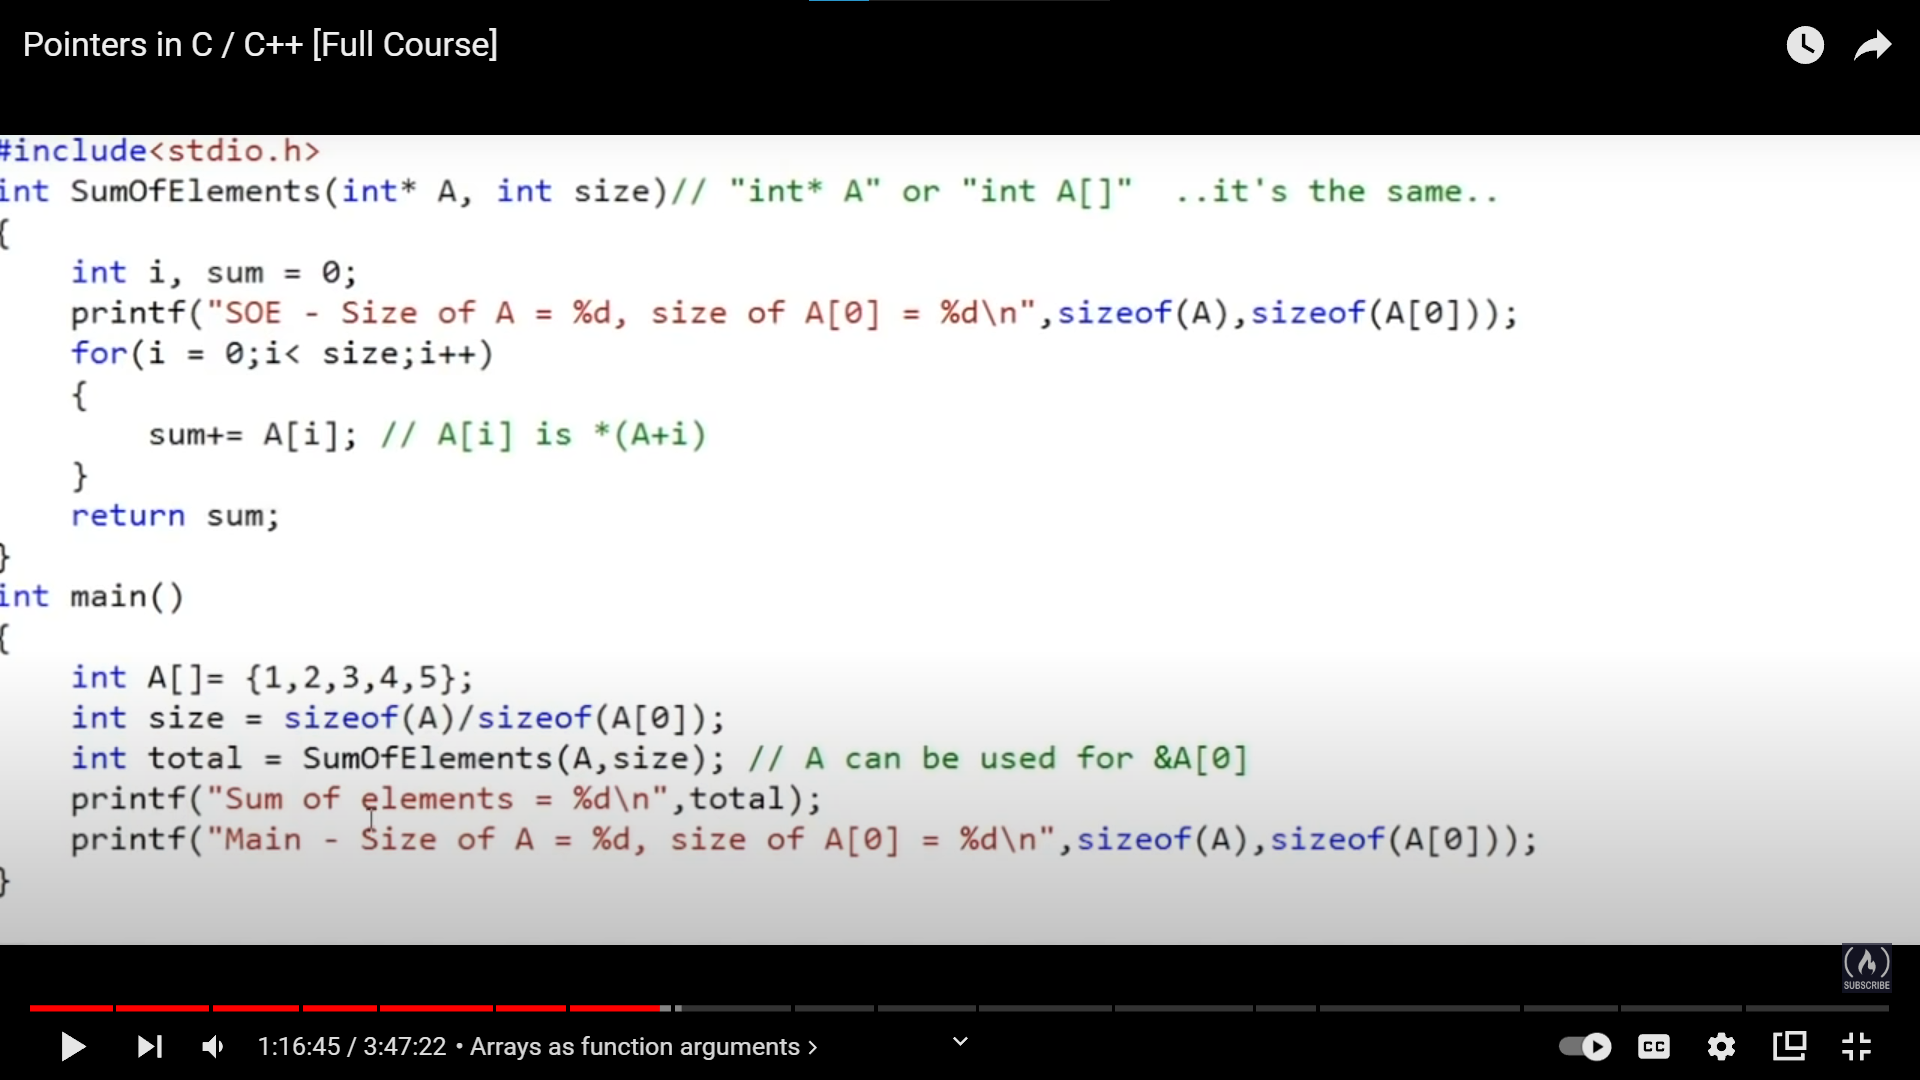 Pointers in C / C++ [Full Course]
#include<stdio.h>
int SumOfElements(int* A, int size)// "int* A" or "int A[]"  ..it's the same..
{
    int i, sum = 0;
    printf("SOE - Size of A = %d, size of A[0] = %d\n",sizeof(A),sizeof(A[0]));
    for(i = 0;i< size;i++)
    {
        sum+= A[i]; // A[i] is *(A+i)
    }
    return sum;
}
int main()
{
    int A[]= {1,2,3,4,5};
    int size = sizeof(A)/sizeof(A[0]);
    int total = SumOfElements(A,size); // A can be used for &A[0]
    printf("Sum of elements = %d\n",total);
    printf("Main - Size of A = %d, size of A[0] = %d\n",sizeof(A),sizeof(A[0]));
}
SUBSCRIBE
1:16:45 / 3:47:22 • Arrays as function arguments >
CC